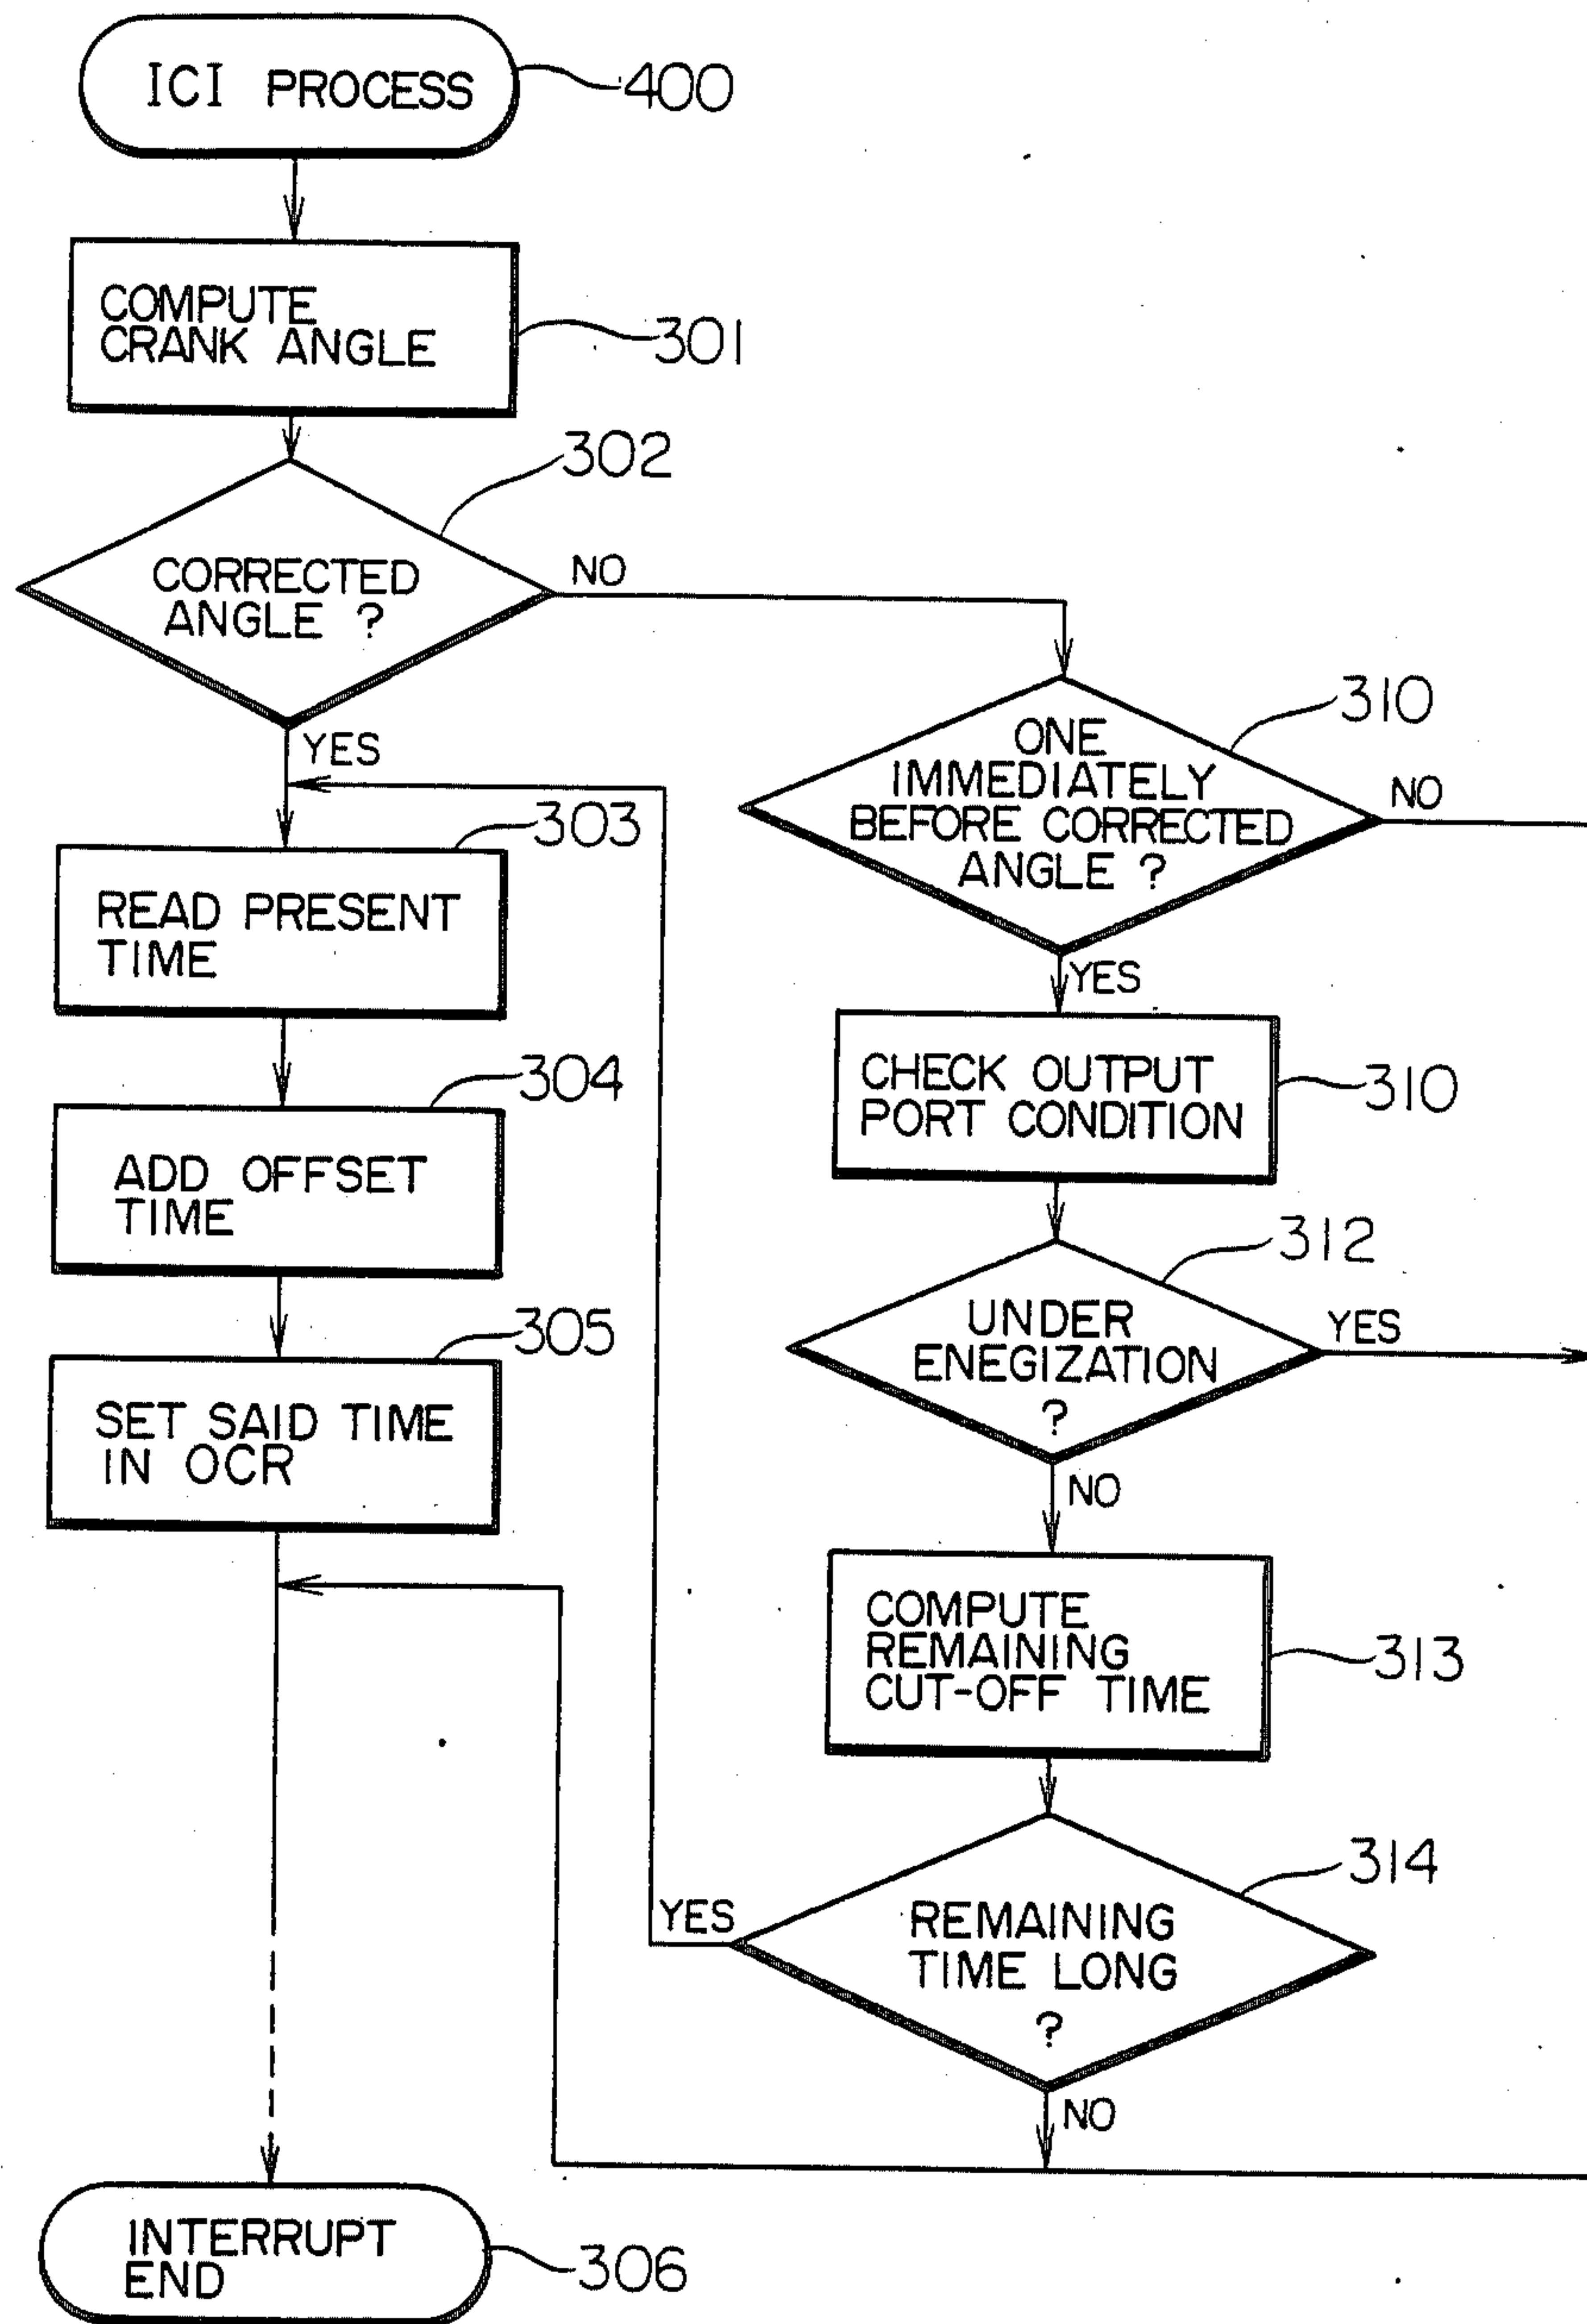 ICI PROCESS
400
COMPUTE
CRANK ANGLE
301
302
CORRECTED
ANGLE ?
NO
YES
310
ONE
IMMEDIATELY
BEFORE CORRECTED
ANGLE ?
NO
YES
303
READ PRESENT
TIME
CHECK OUTPUT
PORT CONDITION
310
304
ADD OFFSET
TIME
312
UNDER
ENEGIZATION
?
YES
NO
305
SET SAID TIME
IN OCR
COMPUTE
REMAINING
CUT-OFF TIME
313
314
REMAINING
TIME LONG
?
YES
NO
INTERRUPT
END
306